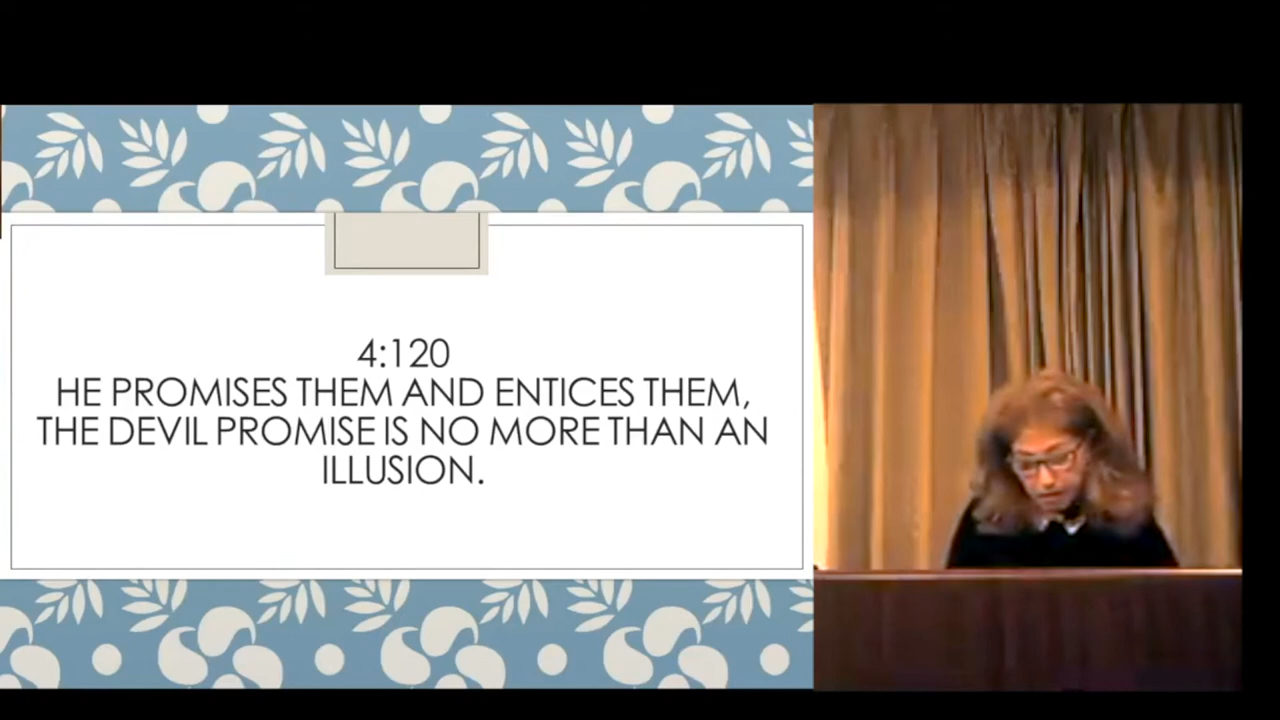 4:120
HE PROMISES THEM AND ENTICES THEM,
THE DEVIL PROMISE IS NO MORE THAN AN
ILLUSION.